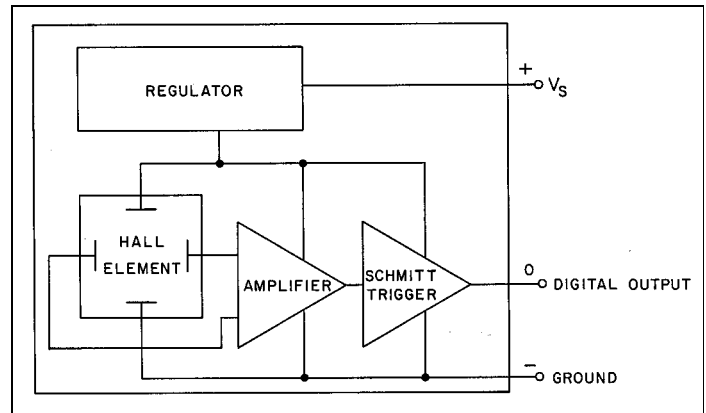 REGULATOR
+
VS
HALL
ELEMENT
AMPLIFIER
SCHMITT
TRIGGER
O
DIGITAL OUTPUT
−
GROUND